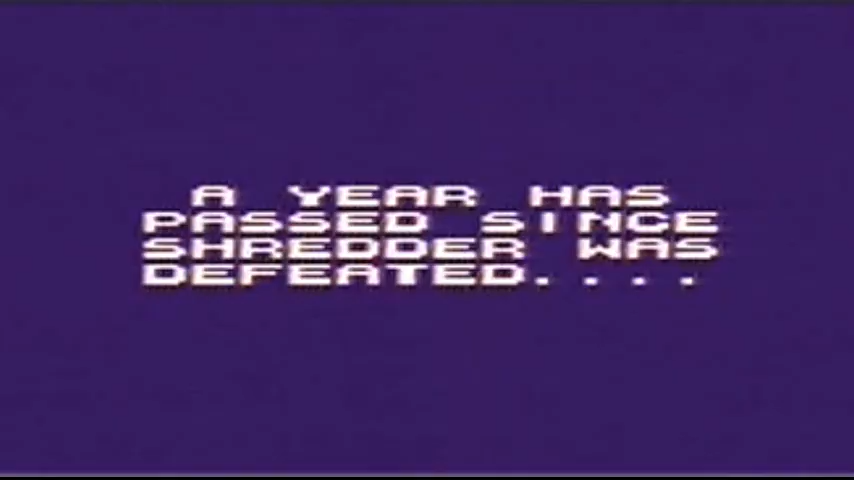 A YEAR HAS
PASSED SINCE
SHREDDER WAS
DEFEATED....